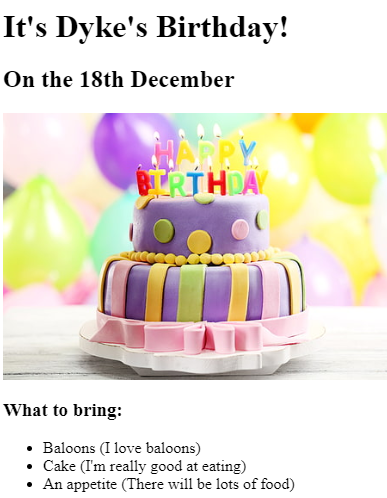 It's Dyke's Birthday!
On the 18th December
HAPPY
BIRTHDAY
What to bring:
Baloons (I love baloons)
Cake (I'm really good at eating)
An appetite (There will be lots of food)